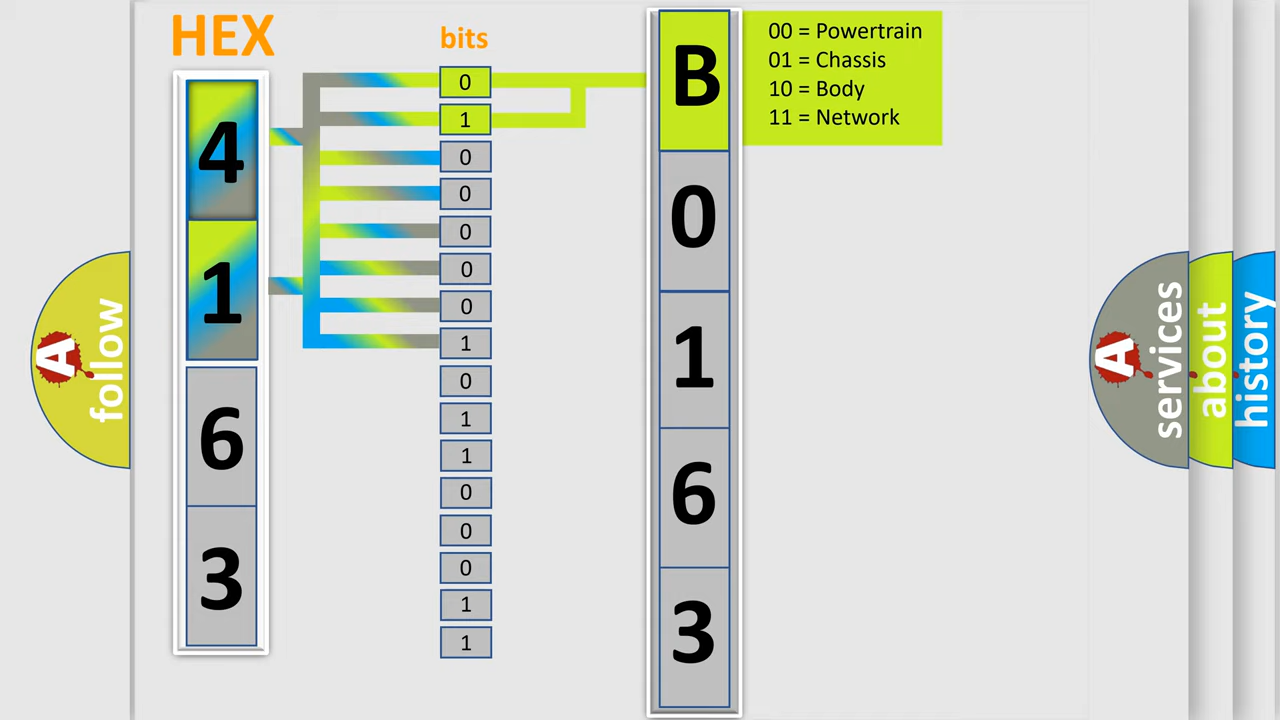 HEX
bits
4
1
6
3
0
1
0
0
0
0
0
1
0
1
1
0
0
0
1
1
B
0
1
6
3
00 = Powertrain
01 = Chassis
10 = Body
11 = Network
A
follow
A
services
about
history